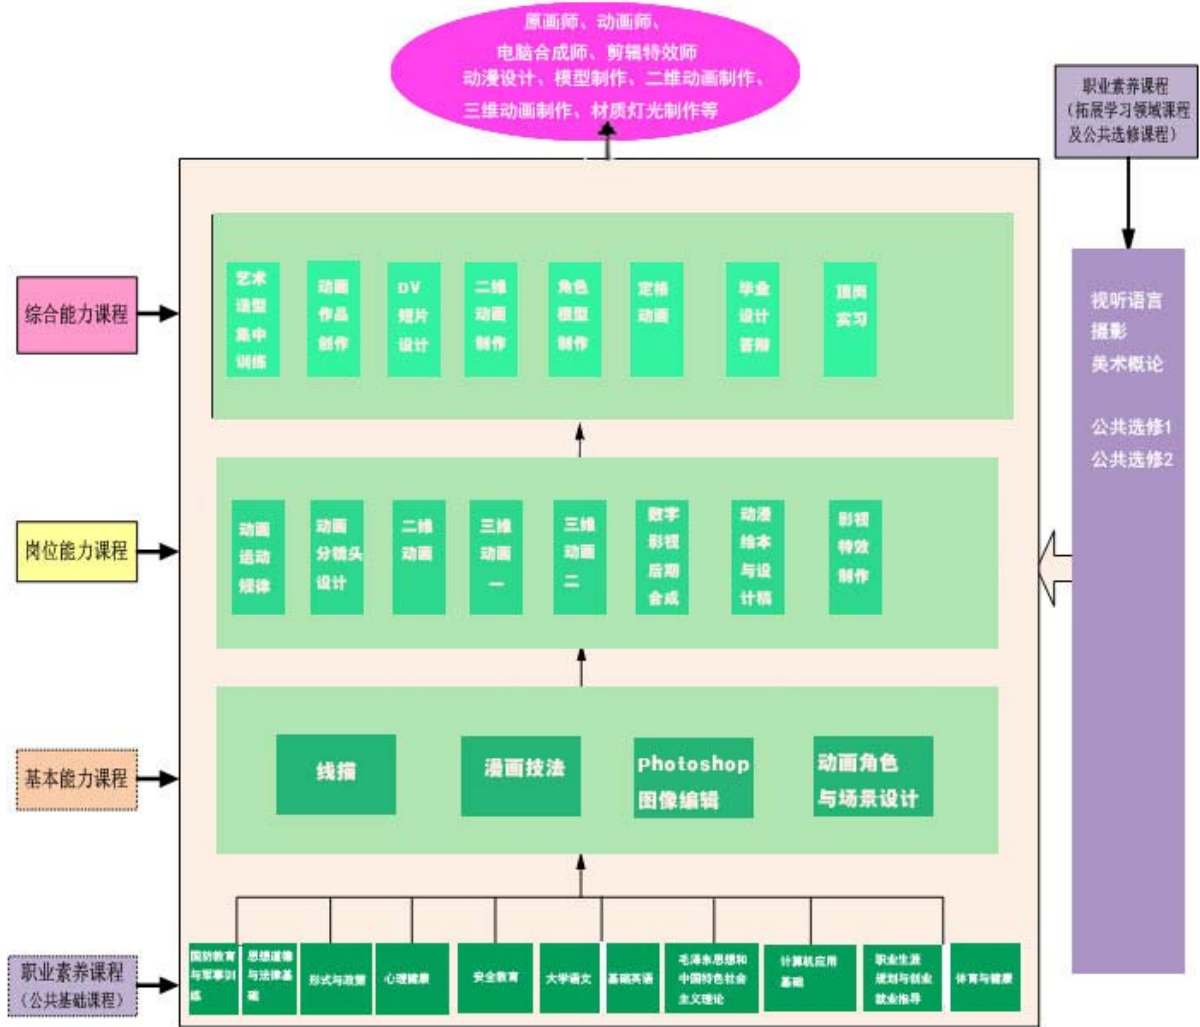 原画师、动画师、
电脑合成师、剪辑特效师
动漫设计、模型制作、二维动画制作、
三维动画制作、材质灯光制作等
职业素养课程
（拓展学习领域课程
及公共选修课程）
综合能力课程
艺术
造型
集中
训练
动画
作品
创作
DV
短片
设计
二维
动画
制作
角色
模型
制作
定格
动画
毕业
设计
答辩
顶岗
实习
视听语言
摄影
美术概论
公共选修1
公共选修2
岗位能力课程
动画
运动
规律
动画
分镜头
设计
二维
动画
三维
动画
一
三维
动画
二
数字
影视
后期
合成
动漫
绘本
与设
计稿
影视
特效
制作
基本能力课程
线描
漫画技法
Photoshop
图像编辑
动画角色
与场景设计
职业素养课程
（公共基础课程）
国防教育
与军事训
练
思想道德
与法律基
础
形式与政策
心理健康
安全教育
大学语文
基础英语
毛泽东思想和
中国特色社会
主义理论
计算机应用
基础
职业生涯
规划与创业
就业指导
体育与健康